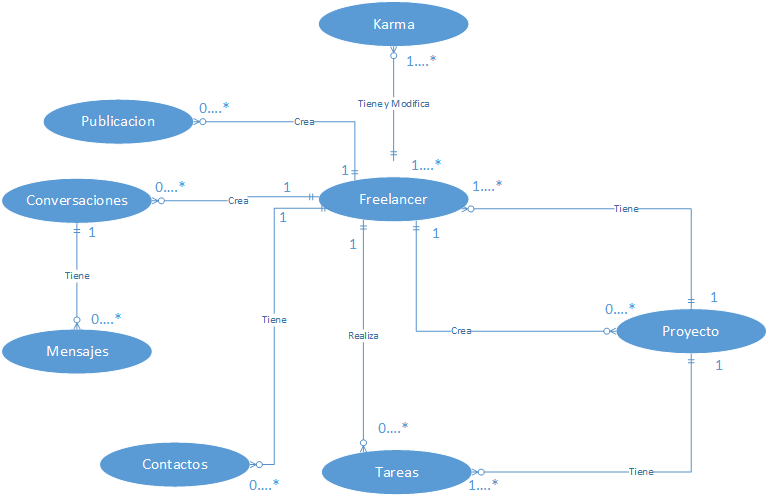 Karma
1....*
Tiene y Modifica
0....*
Publicacion
Crea
1
1....*
0....*
1
1....*
Conversaciones
Crea
Freelancer
1
1
1
1
Tiene
Tiene
Tiene
1
0....*
0....*
Mensajes
Realiza
Crea
Proyecto
1
0....*
Contactos
Tareas
Tiene
0....*
1....*